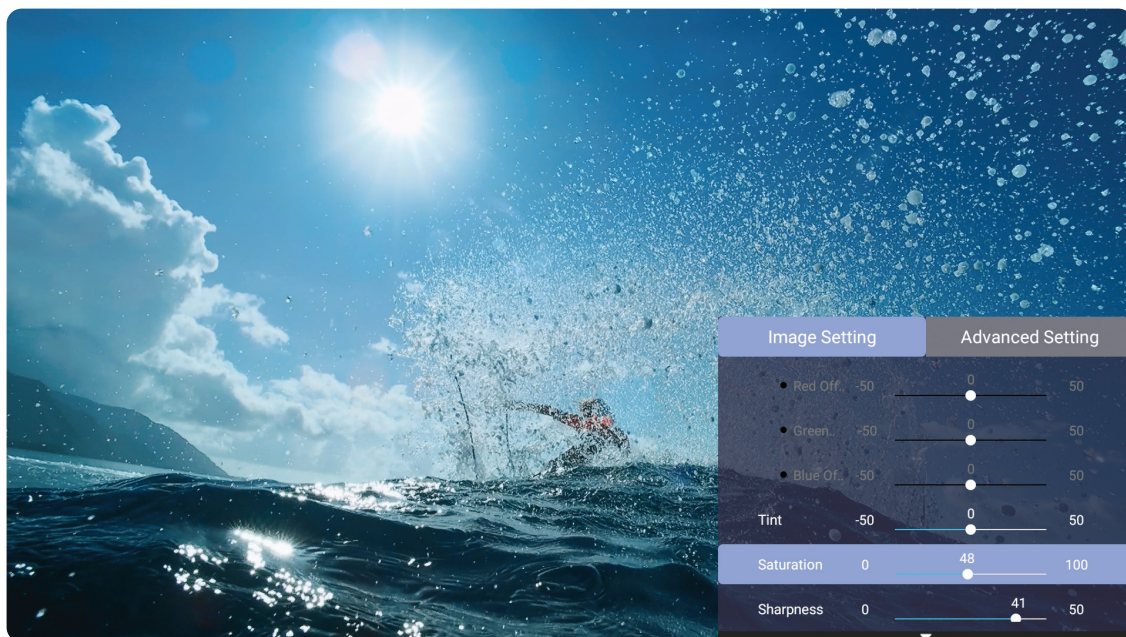 Image Setting Advanced Setting
0
Red Off.. -50 50
0
Green.. -50 50
0
Blue Of.. -50 50
0
Tint -50 50
48
Saturation 0 100
41
Sharpness 0 50